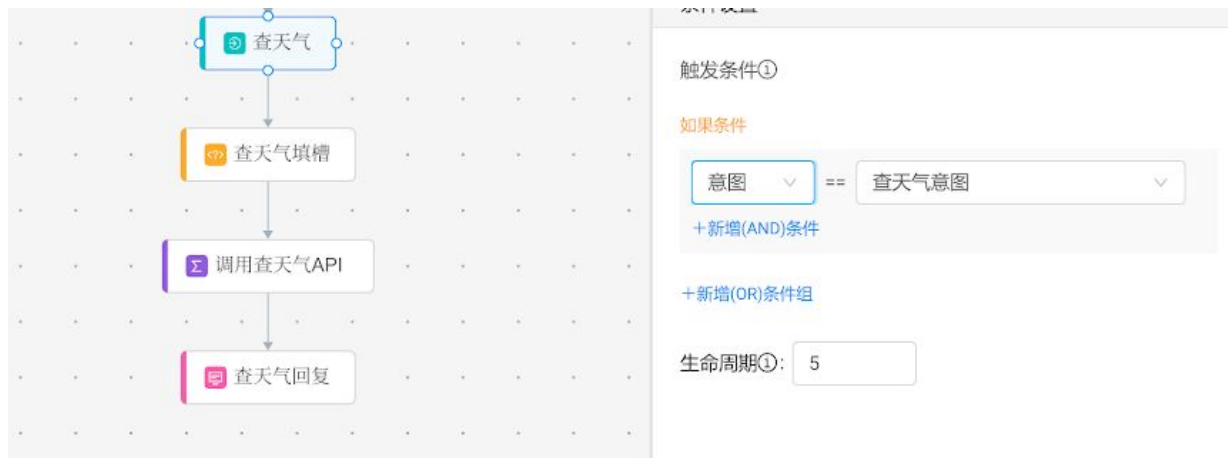 查天气
查天气填槽
调用查天气API
查天气回复
触发条件①
如果条件
意图 == 查天气意图
+新增(AND)条件
+新增(OR)条件组
生命周期①: 5